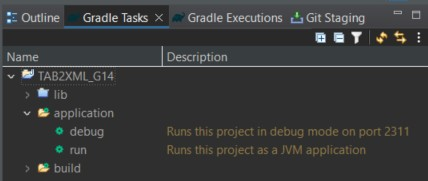 Outline Gradle Tasks Gradle Executions Git Staging
Name Description
TAB2XML_G14
lib
application
debug Runs this project in debug mode on port 2311
run Runs this project as a JVM application
build